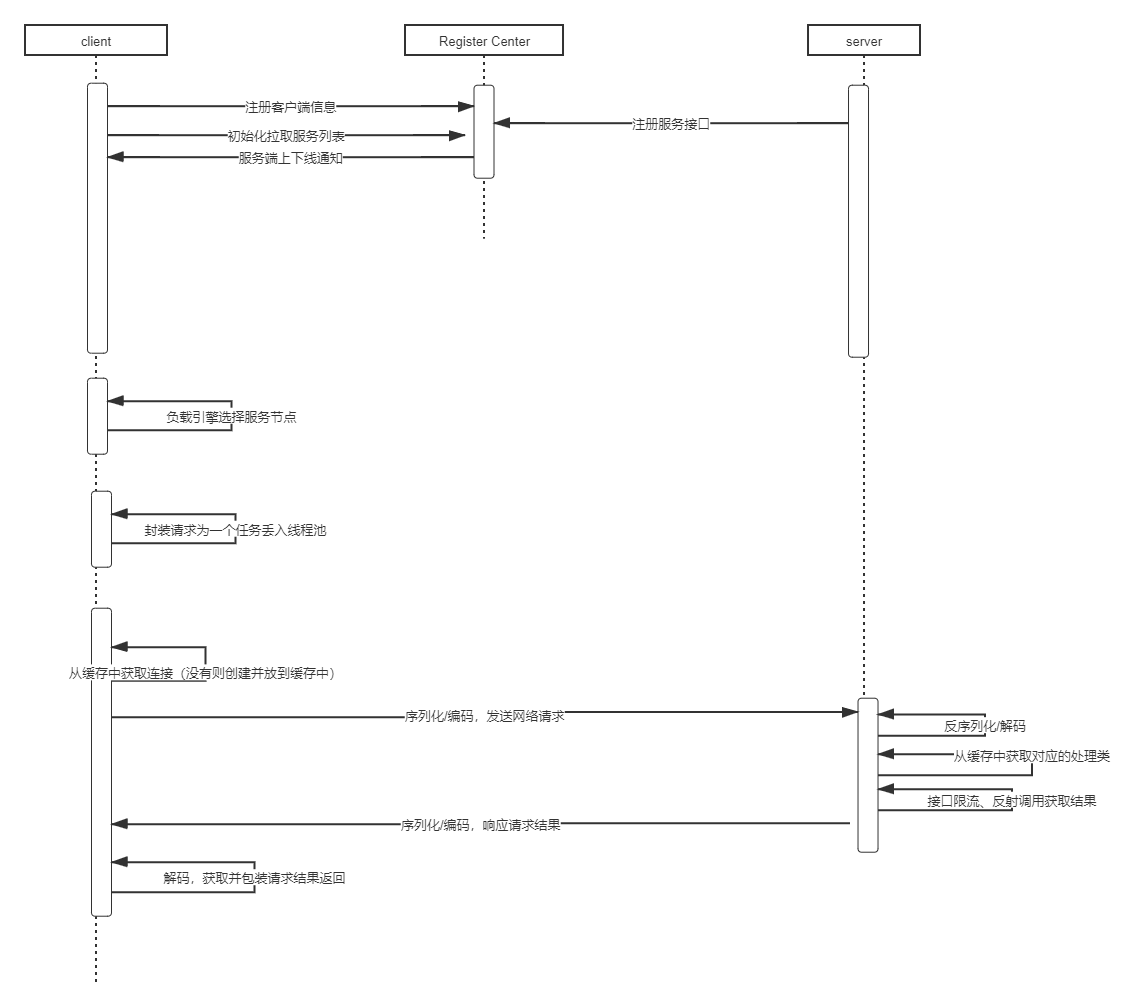 client
Register Center
server
注册客户端信息
注册服务接口
初始化拉取服务列表
服务端上下线通知
负载引擎选择服务节点
封装请求为一个任务丢入线程池
从缓存中获取连接（没有则创建并放到缓存中）
序列化/编码，发送网络请求
反序列化/解码
从缓存中获取对应的处理类
接口限流、反射调用获取结果
序列化/编码，响应请求结果
解码，获取并包装请求结果返回